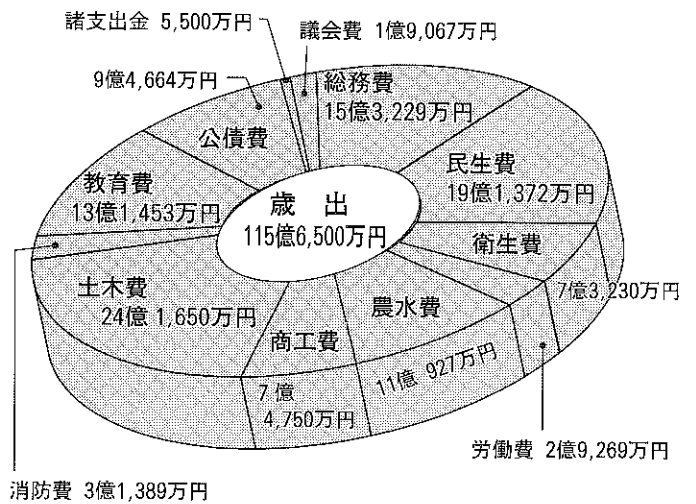 諸支出金 5,500万円
議会費 1億9,067万円
9億4,664万円
公債費
総務費
15億3,229万円
民生費
19億1,372万円
教育費
13億1,453万円
歳 出
115億6,500万円
衛生費
7億3,230万円
土木費
24億 1,650万円
商工費
7 億
4,750万円
農水費
11億 927万円
労働費 2億9,269万円
消防費 3億1,389万円